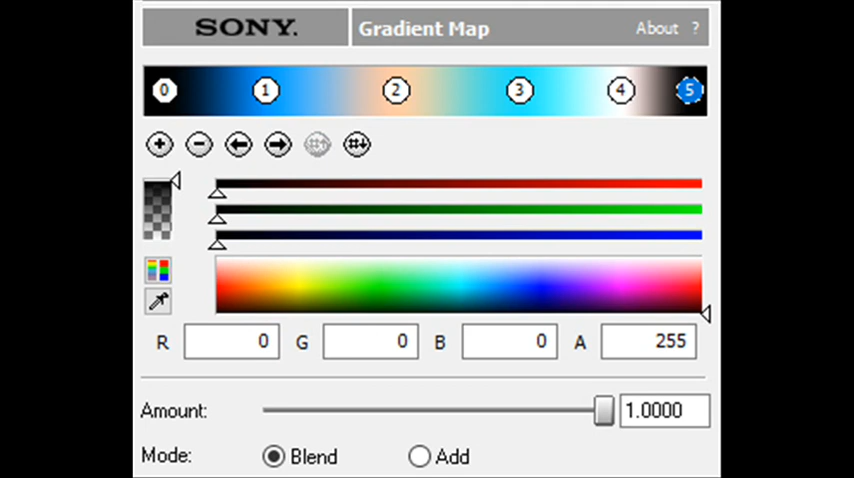 SONY. Gradient Map About ?
0 1 2 3 4 5
R 0 G 0 B 0 A 255
Amount: 1.0000
Mode: Blend Add